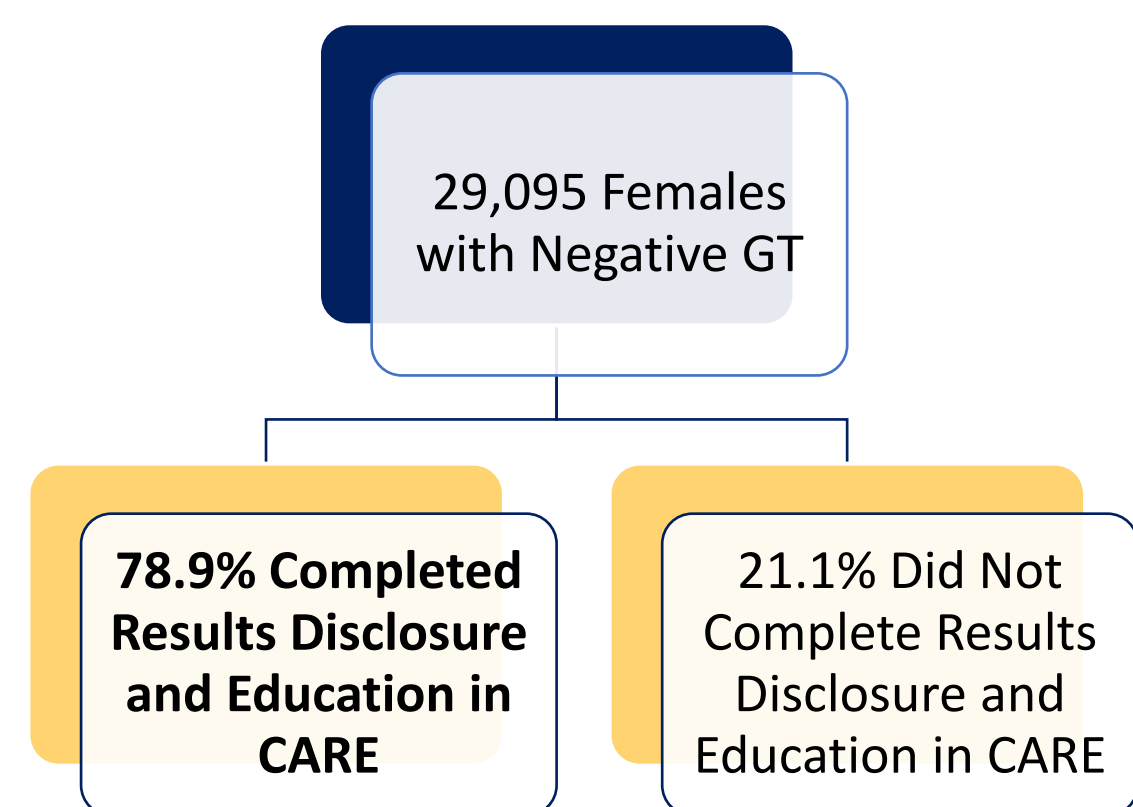 29,095 Females
with Negative GT
78.9% Completed
Results Disclosure
and Education in
CARE
21.1% Did Not
Complete Results
Disclosure and
Education in CARE